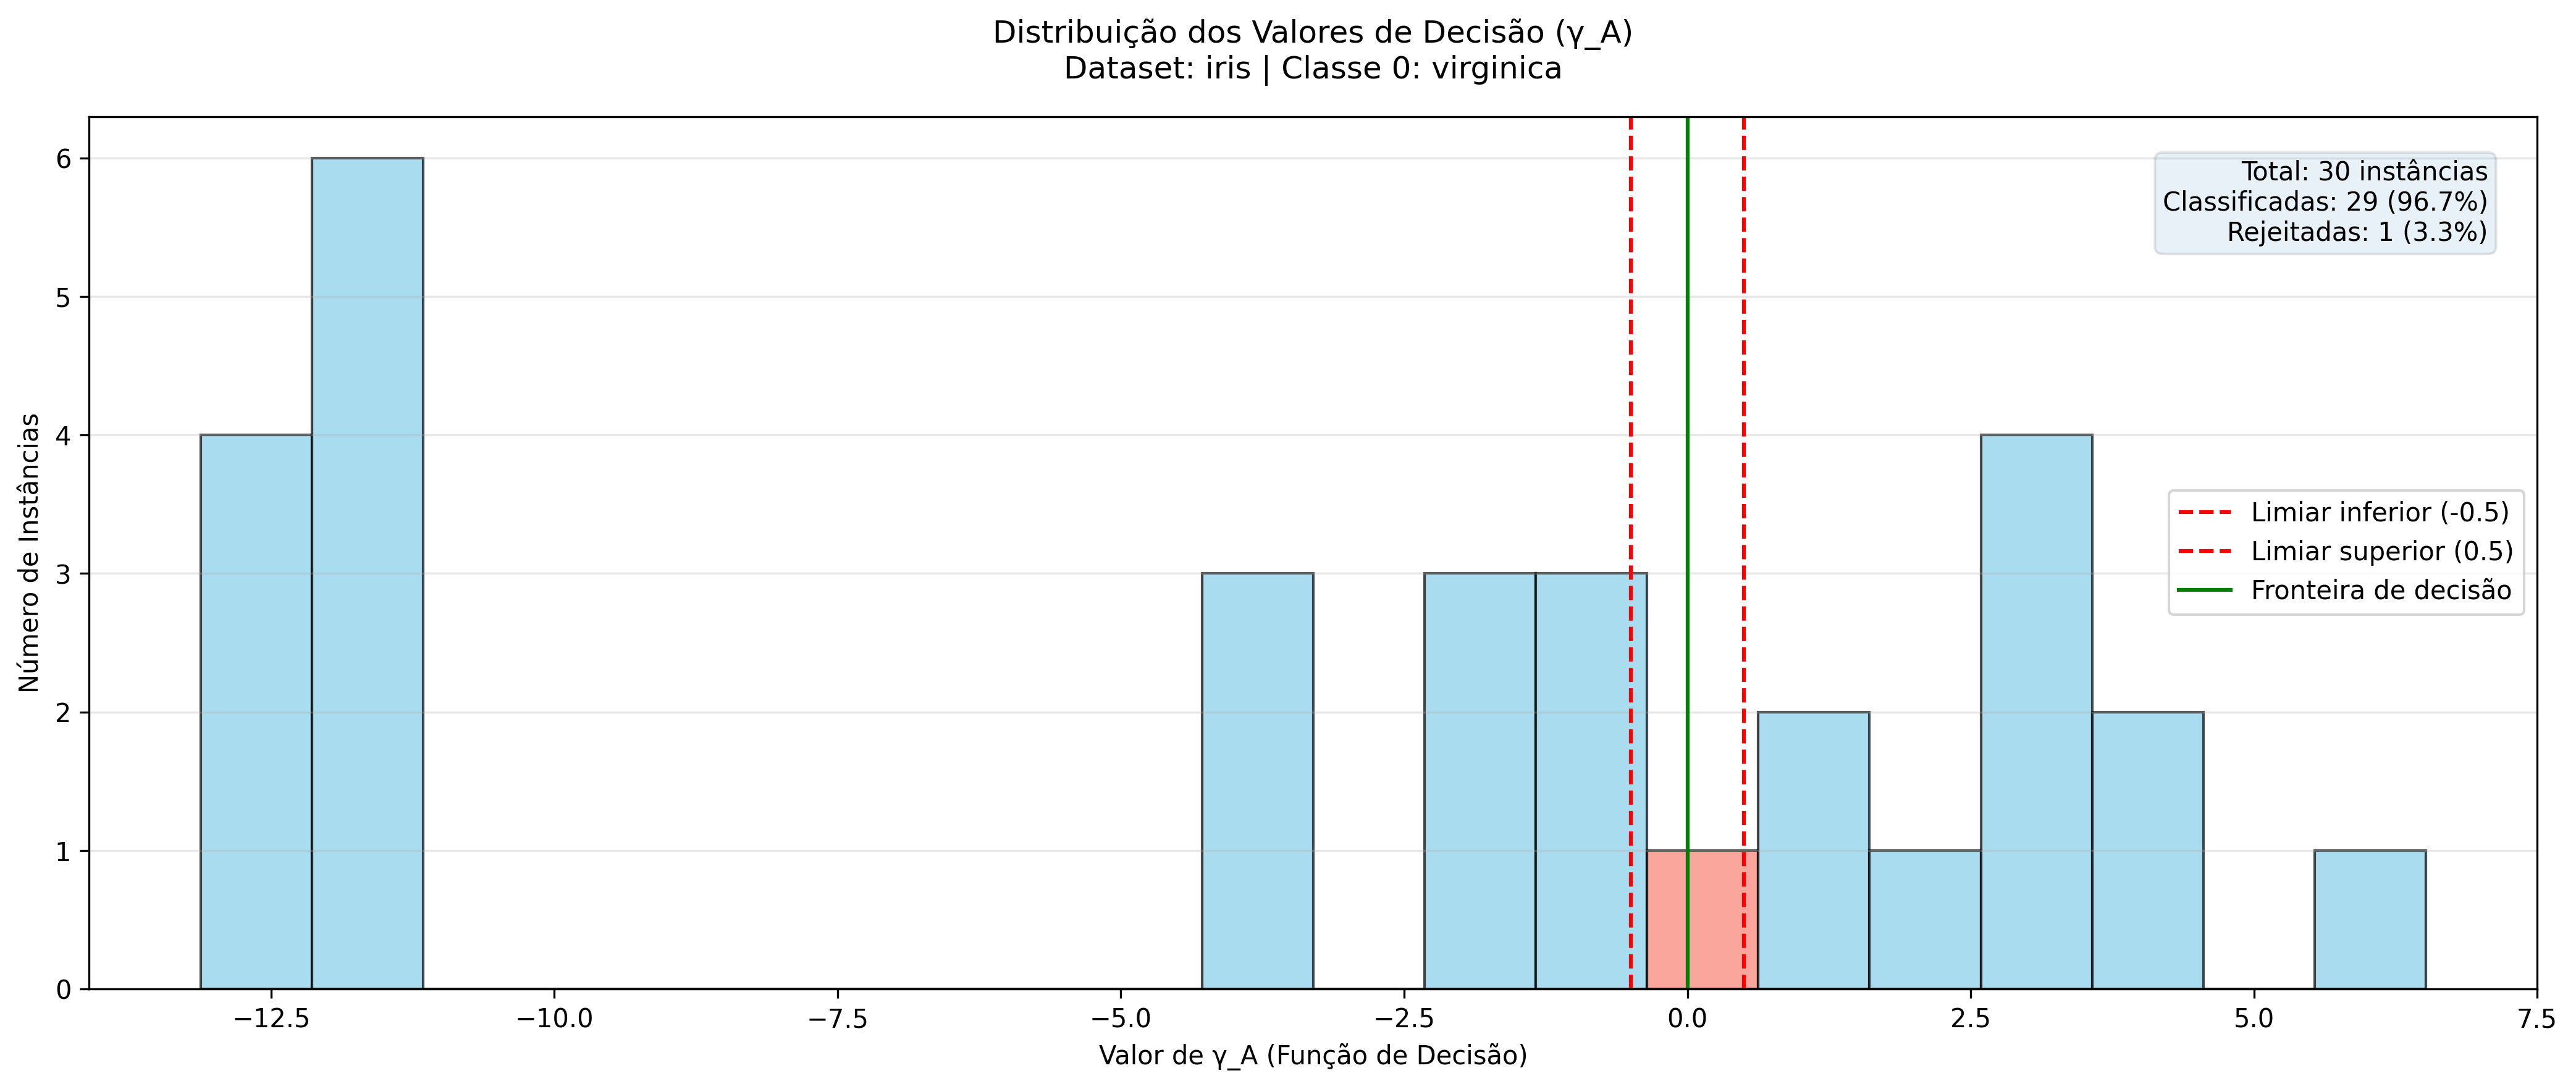 Distribuição dos Valores de Decisão (γ_A)
Dataset: iris | Classe 0: virginica
Número de Instâncias
6
5
4
3
2
1
0
Total: 30 instâncias
Classificadas: 29 (96.7%)
Rejeitadas: 1 (3.3%)
Limiar inferior (-0.5)
Limiar superior (0.5)
Fronteira de decisão
−12.5 −10.0 −7.5 −5.0 −2.5 0.0 2.5 5.0 7.5
Valor de γ_A (Função de Decisão)